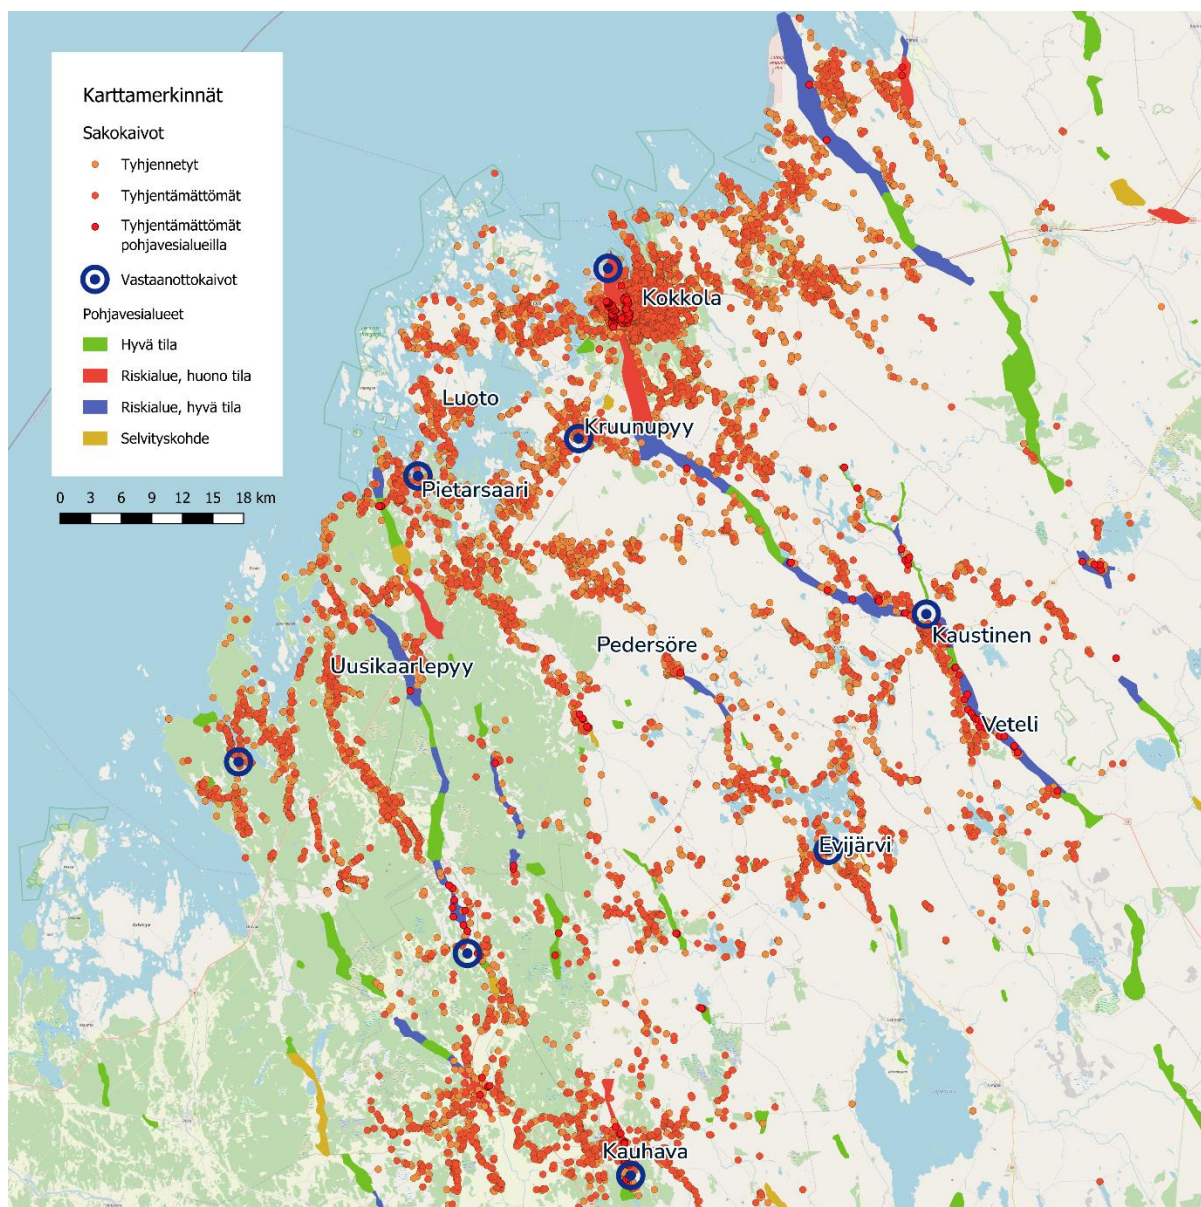 Karttamerkinnät
Sakokaivot
Tyhjennetyt
Tyhjentämättömät
Tyhjentämättömät
pohjavesialueilla
Vastaanottokaivot
Pohjavesialueet
Hyvä tila
Riskialue, huono tila
Riskialue, hyvä tila
Selvityskohde
0 3 6 9 12 15 18 km
Kokkola
Luoto
Kruunupyy
Pietarsaari
Kaustinen
Pedersöre
Uusikaarlepyy
Veteli
Evijärvi
Kauhava